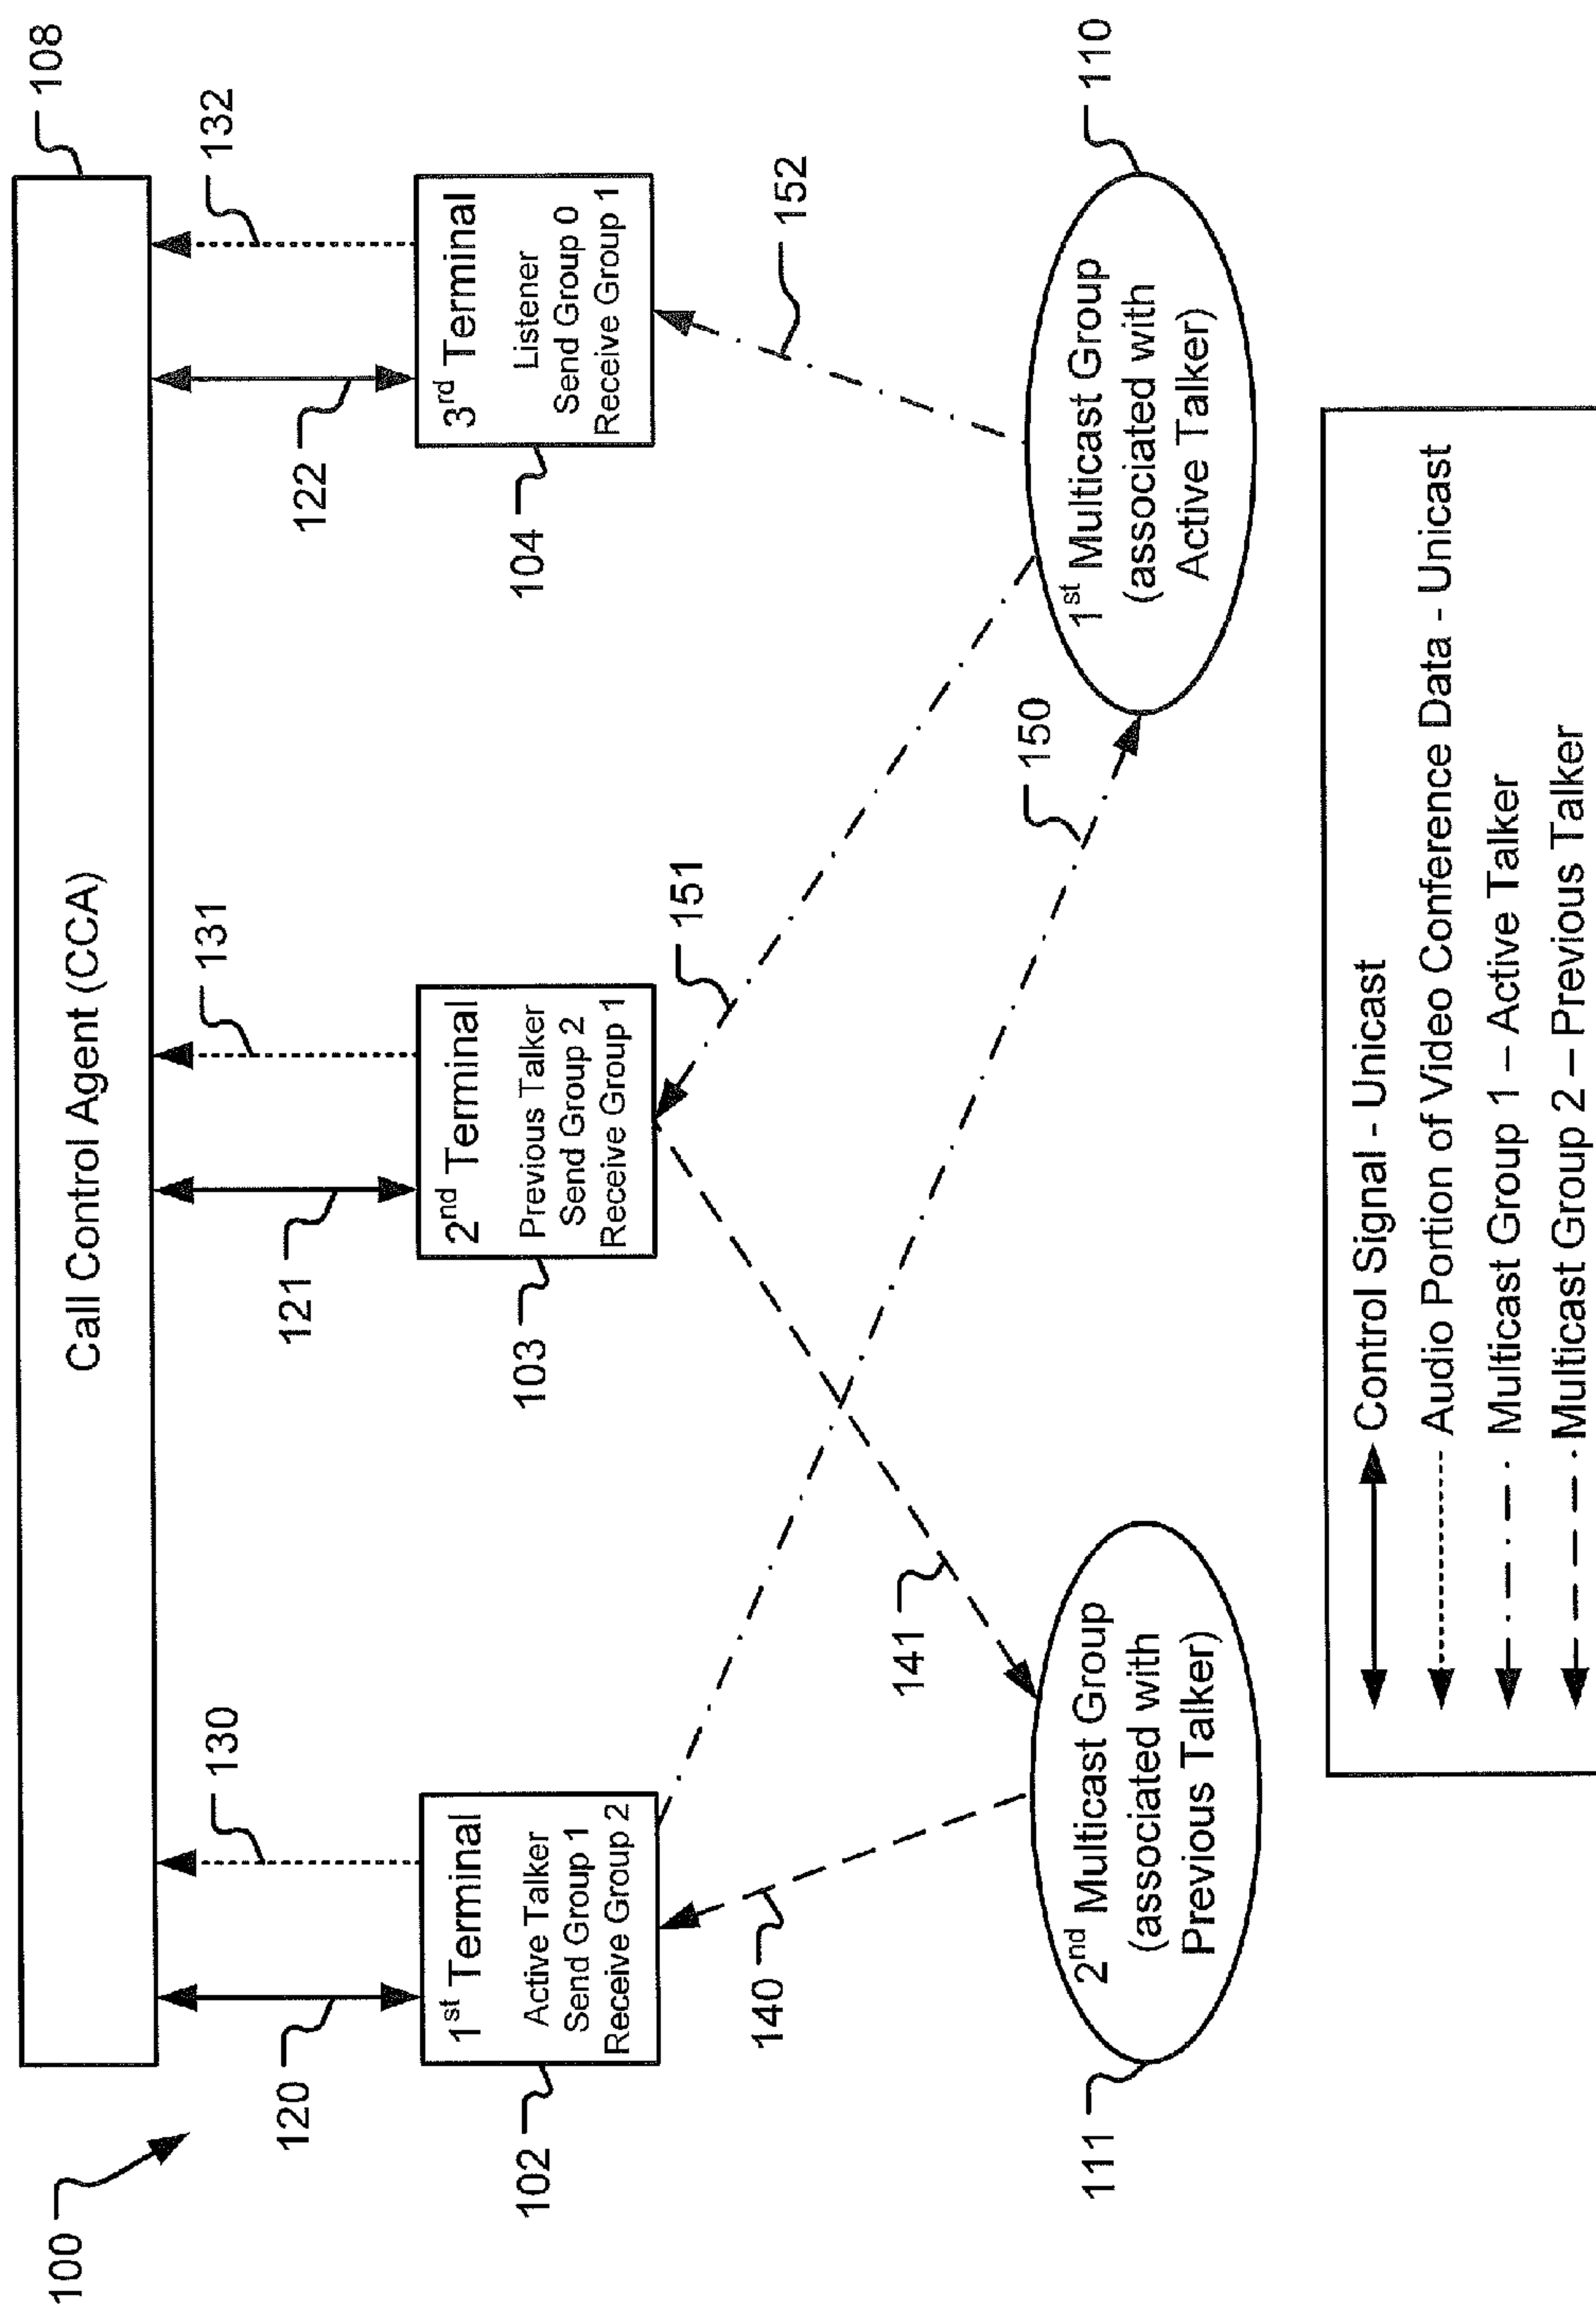 100
Call Control Agent (CCA)
108
120
130
121
131
122
132
1st Terminal
Active Talker
Send Group 1
Receive Group 2
102
2nd Terminal
Previous Talker
Send Group 2
Receive Group 1
103
3rd Terminal
Listener
Send Group 0
Receive Group 1
104
140
141
151
150
152
2nd Multicast Group
(associated with
Previous Talker)
111
1st Multicast Group
(associated with
Active Talker)
110
Control Signal - Unicast
Audio Portion of Video Conference Data - Unicast
Multicast Group 1 – Active Talker
Multicast Group 2 – Previous Talker